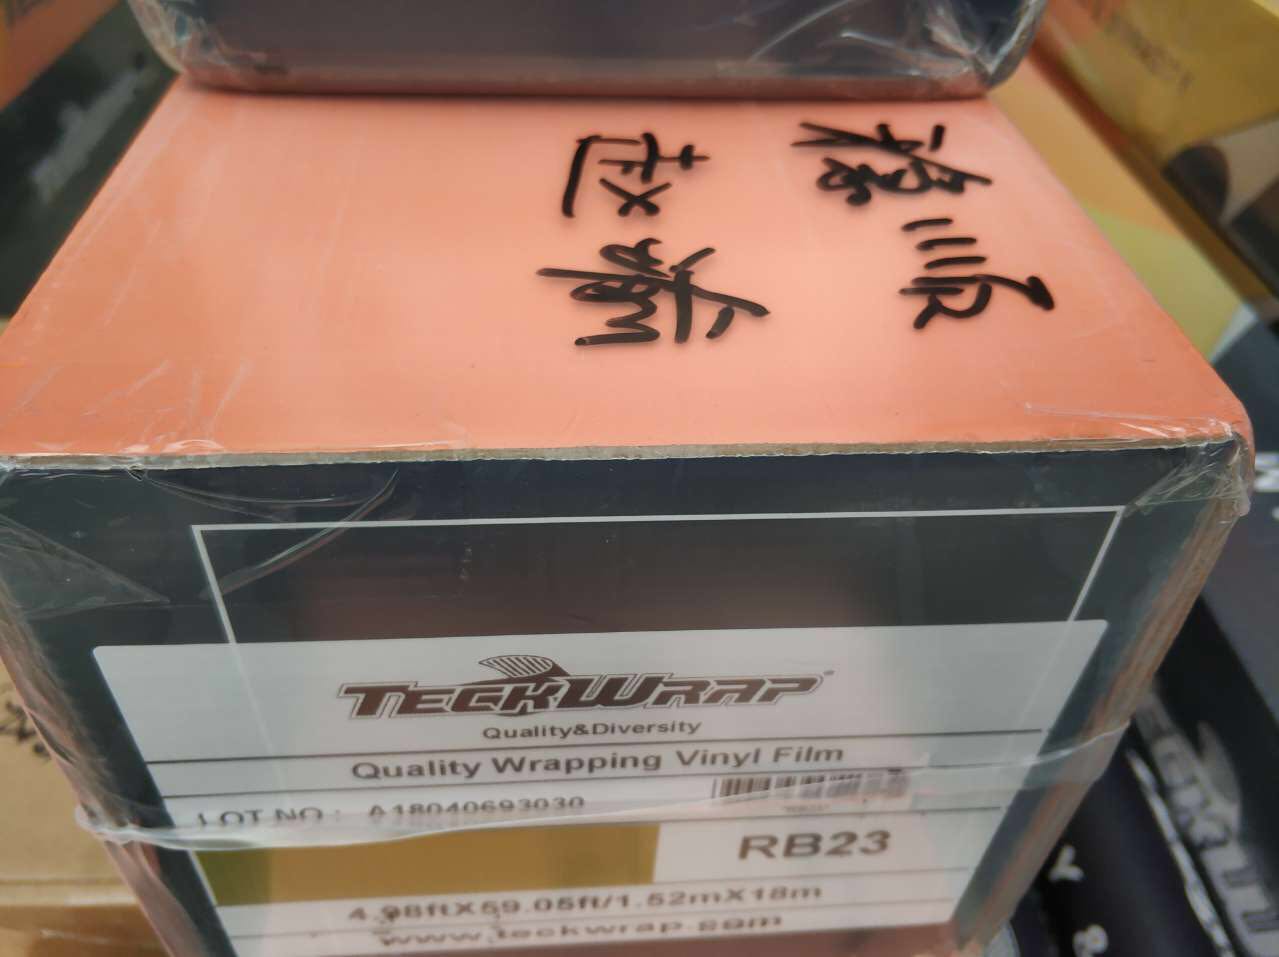 赵
TECKWRAP
Quality&Diversity
Quality Wrapping Vinyl Film
LOT NO : A18040693030
RB23
4.98ftX59.05ft/1.52mX18m
www.teckwrap.com